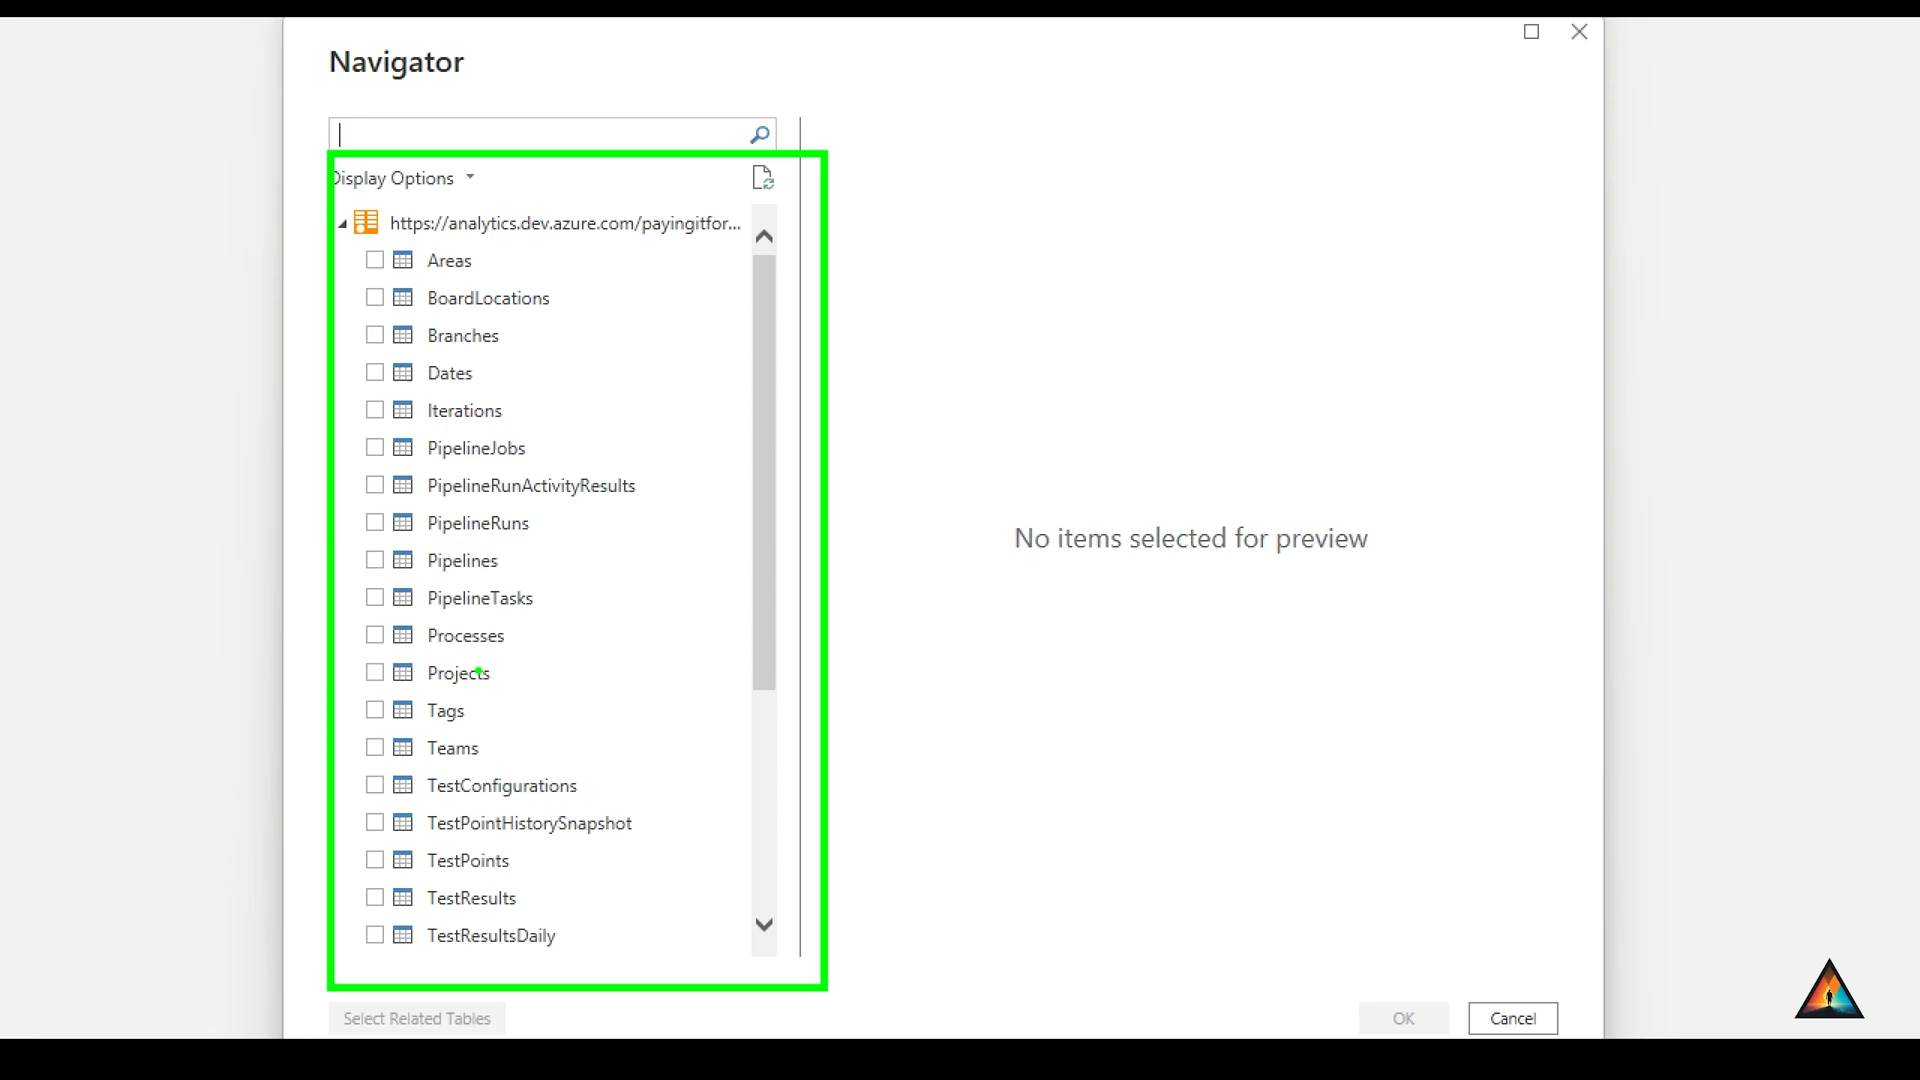 Navigator
Display Options
https://analytics.dev.azure.com/payingitfor...
Areas
BoardLocations
Branches
Dates
Iterations
PipelineJobs
PipelineRunActivityResults
PipelineRuns
Pipelines
PipelineTasks
Processes
Projects
Tags
Teams
TestConfigurations
TestPointHistorySnapshot
TestPoints
TestResults
TestResultsDaily
No items selected for preview
Select Related Tables
OK
Cancel